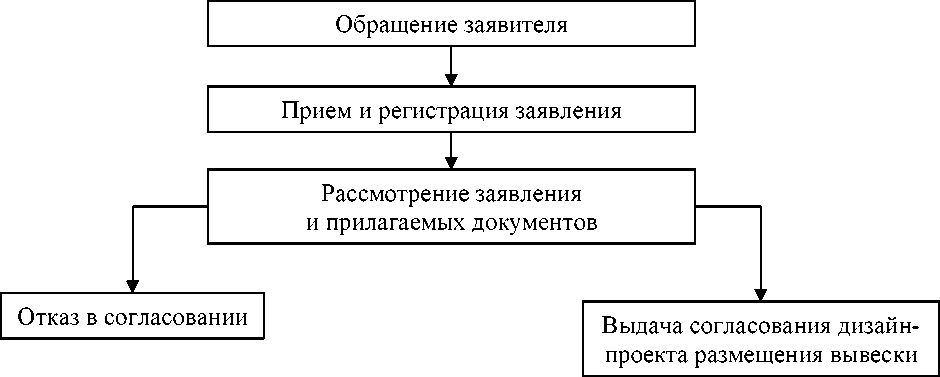 Обращение заявителя
Прием и регистрация заявления
Рассмотрение заявления
и прилагаемых документов
Отказ в согласовании
Выдача согласования дизайн-
проекта размещения вывески